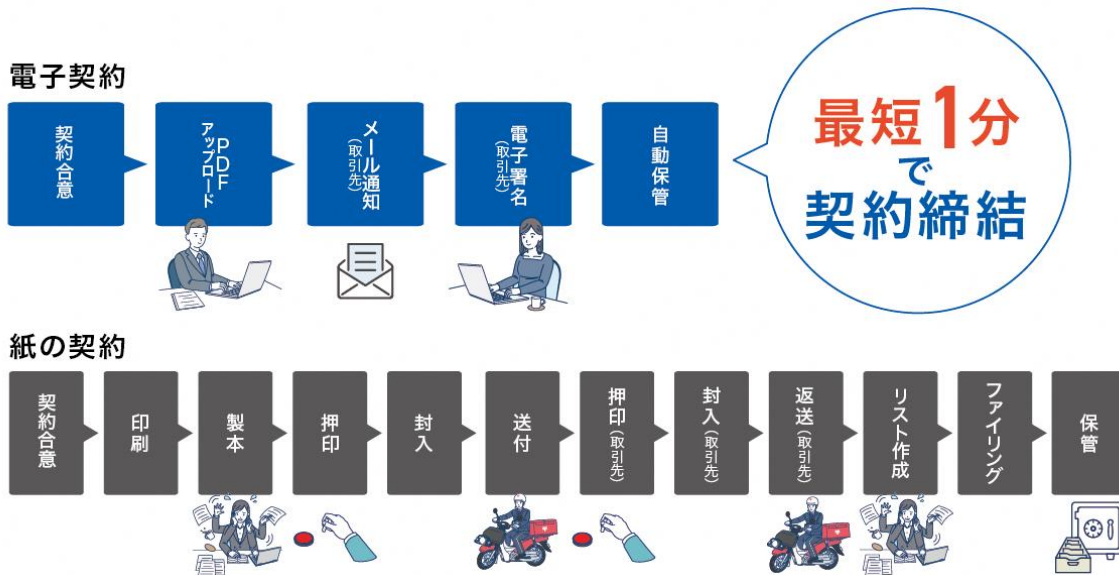 電子契約
契約合意
PDF
アップロード
メール通知
(取引先)
電子署名
(取引先)
自動保管
最短1分
で
契約締結
紙の契約
契約合意
印刷
製本
押印
封入
送付
押印(取引先)
封入(取引先)
返送(取引先)
リスト作成
ファイリング
保管